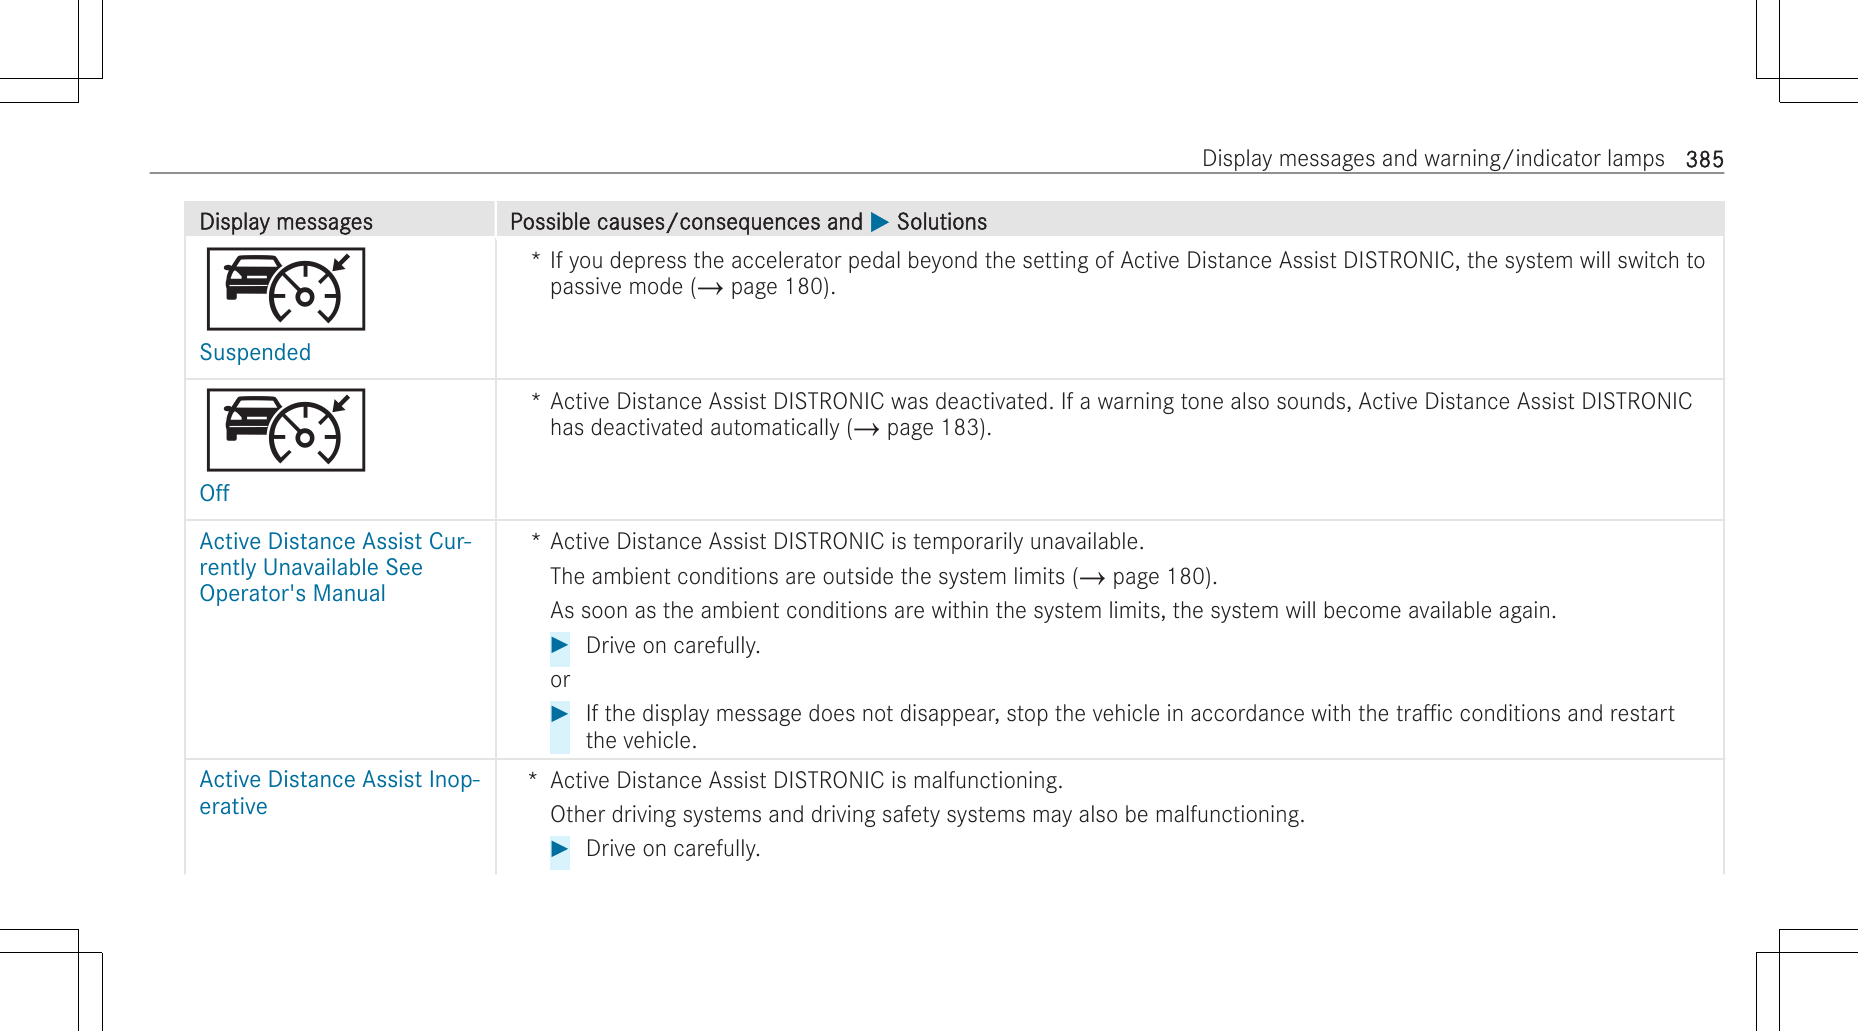 Display messages and warning/indicator lamps 385
Display messages
Possible causes/consequences and ▶ Solutions
Suspended
* If you depress the accelerator pedal beyond the setting of Active Distance Assist DISTRONIC, the system will switch to
passive mode (→ page 180).
Off
* Active Distance Assist DISTRONIC was deactivated. If a warning tone also sounds, Active Distance Assist DISTRONIC
has deactivated automatically (→ page 183).
Active Distance Assist Cur-
rently Unavailable See
Operator's Manual
* Active Distance Assist DISTRONIC is temporarily unavailable.
The ambient conditions are outside the system limits (→ page 180).
As soon as the ambient conditions are within the system limits, the system will become available again.
▶ Drive on carefully.
or
▶ If the display message does not disappear, stop the vehicle in accordance with the traffic conditions and restart
the vehicle.
Active Distance Assist Inop-
erative
* Active Distance Assist DISTRONIC is malfunctioning.
Other driving systems and driving safety systems may also be malfunctioning.
▶ Drive on carefully.